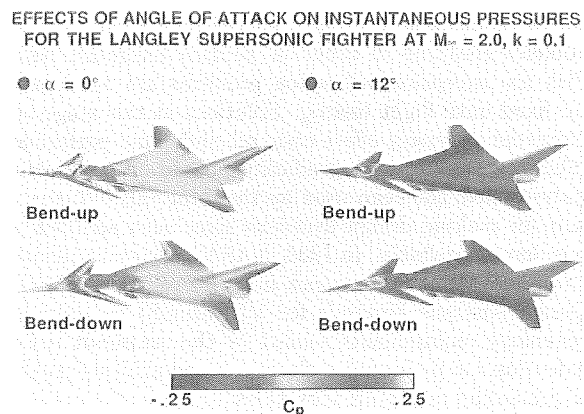 EFFECTS OF ANGLE OF ATTACK ON INSTANTANEOUS PRESSURES
FOR THE LANGLEY SUPERSONIC FIGHTER AT M∞ = 2.0, k = 0.1
● α = 0° ● α = 12°
Bend-up Bend-up
Bend-down Bend-down
-.25 .25
Cp